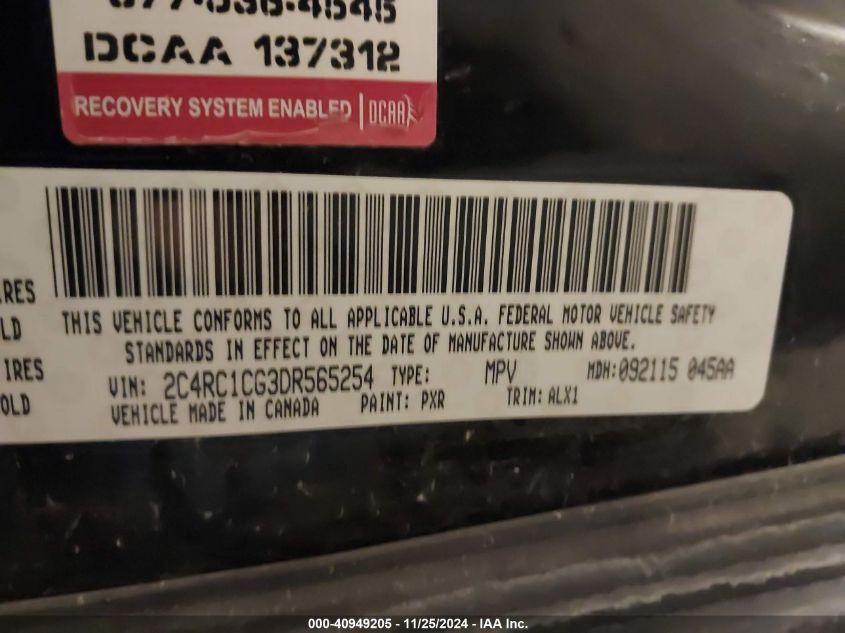 DCAA 137312
RECOVERY SYSTEM ENABLED DCAA
THIS VEHICLE CONFORMS TO ALL APPLICABLE U.S.A. FEDERAL MOTOR VEHICLE SAFETY
STANDARDS IN EFFECT ON THE DATE OF MANUFACTURE SHOWN ABOVE.
VIN: 2C4RC1CG3DR565254 TYPE: MPV MDH:092115 045AA
VEHICLE MADE IN CANADA PAINT: PXR TRIM: ALX1
IRES
OLD
000-40949205 - 11/25/2024 - IAA Inc.